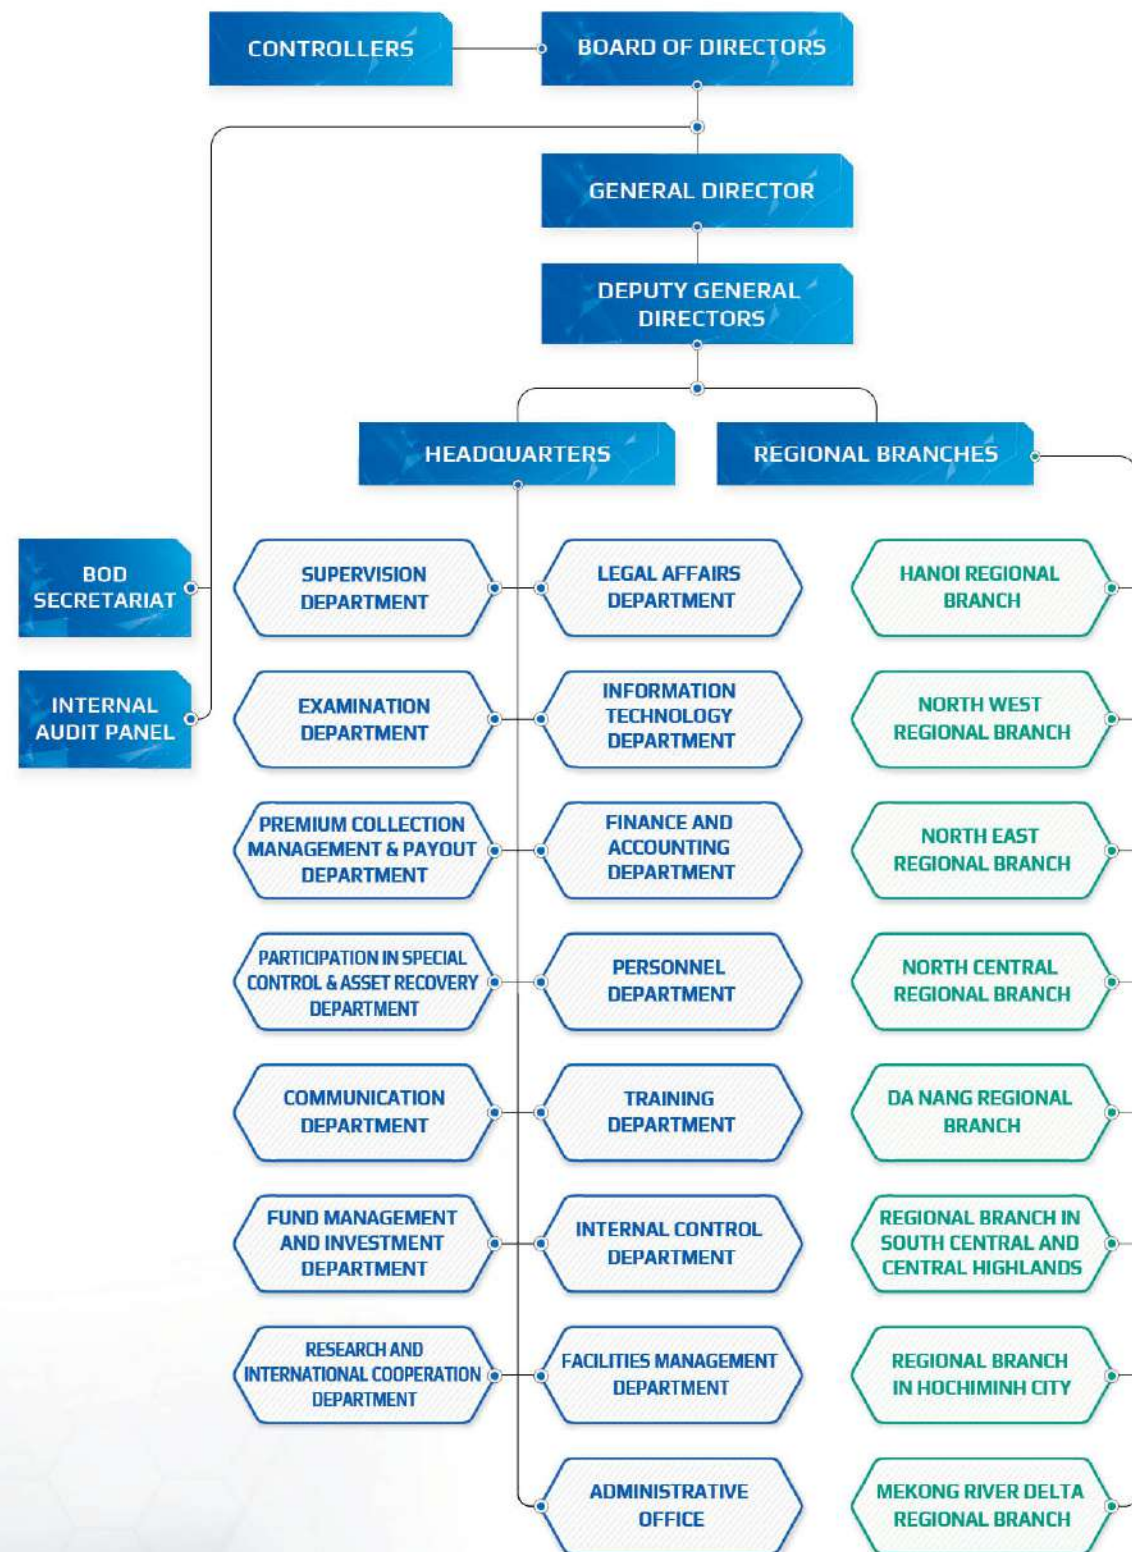 CONTROLLERS
BOARD OF DIRECTORS
GENERAL DIRECTOR
DEPUTY GENERAL
DIRECTORS
HEADQUARTERS
REGIONAL BRANCHES
BOD
SECRETARIAT
INTERNAL
AUDIT PANEL
SUPERVISION
DEPARTMENT
EXAMINATION
DEPARTMENT
PREMIUM COLLECTION
MANAGEMENT & PAYOUT
DEPARTMENT
PARTICIPATION IN SPECIAL
CONTROL & ASSET RECOVERY
DEPARTMENT
COMMUNICATION
DEPARTMENT
FUND MANAGEMENT
AND INVESTMENT
DEPARTMENT
RESEARCH AND
INTERNATIONAL COOPERATION
DEPARTMENT
LEGAL AFFAIRS
DEPARTMENT
INFORMATION
TECHNOLOGY
DEPARTMENT
FINANCE AND
ACCOUNTING
DEPARTMENT
PERSONNEL
DEPARTMENT
TRAINING
DEPARTMENT
INTERNAL CONTROL
DEPARTMENT
FACILITIES MANAGEMENT
DEPARTMENT
ADMINISTRATIVE
OFFICE
HANOI REGIONAL
BRANCH
NORTH WEST
REGIONAL BRANCH
NORTH EAST
REGIONAL BRANCH
NORTH CENTRAL
REGIONAL BRANCH
DA NANG REGIONAL
BRANCH
REGIONAL BRANCH IN
SOUTH CENTRAL AND
CENTRAL HIGHLANDS
REGIONAL BRANCH
IN HOCHIMINH CITY
MEKONG RIVER DELTA
REGIONAL BRANCH